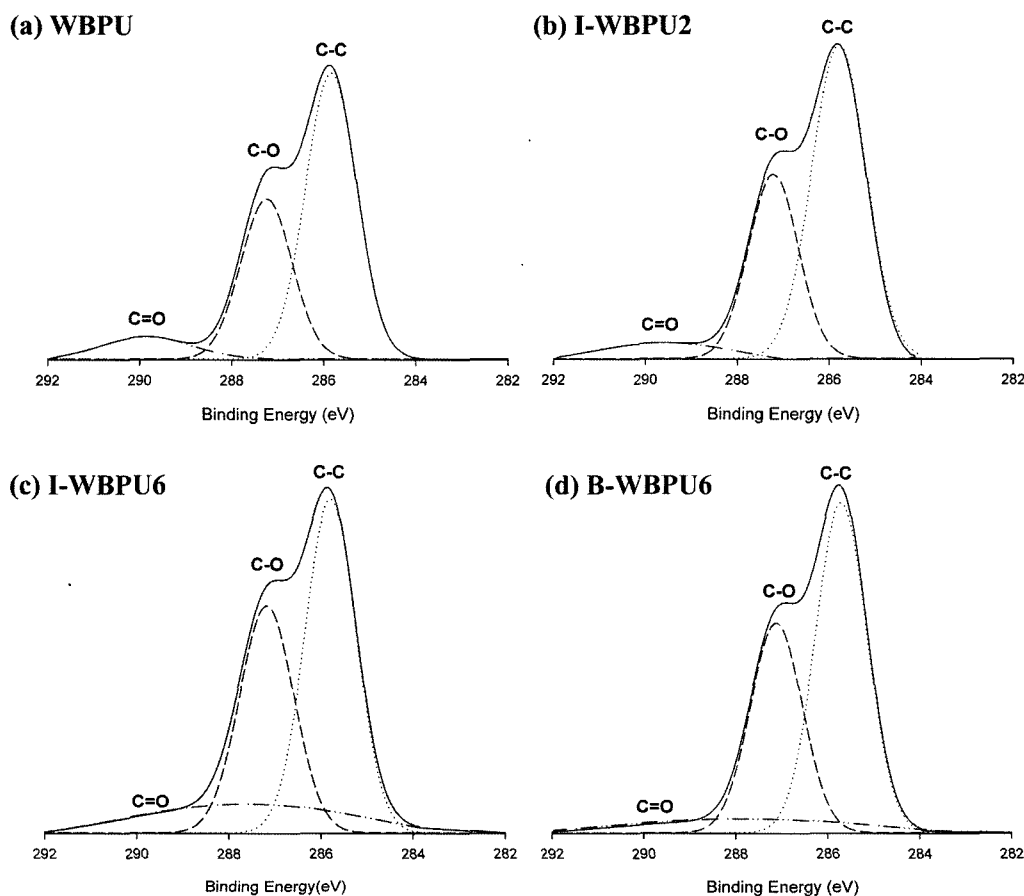 (a) WBPU
C-C
C-O
C=O
292 290 288 286 284 282
Binding Energy (eV)
(b) I-WBPU2
C-C
C-O
C=O
292 290 288 286 284 282
Binding Energy (eV)
(c) I-WBPU6
C-C
C-O
C=O
292 290 288 286 284 282
Binding Energy(eV)
(d) B-WBPU6
C-C
C-O
C=O
292 290 288 286 284 282
Binding Energy (eV)